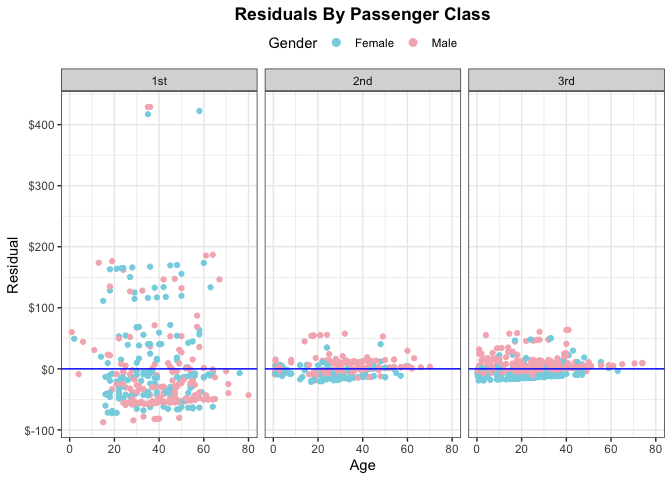 Residuals By Passenger Class
Gender Female Male
1st 2nd 3rd
$400
$300
$200
$100
$0
$-100
Residual
0 20 40 60 80 0 20 40 60 80 0 20 40 60 80
Age